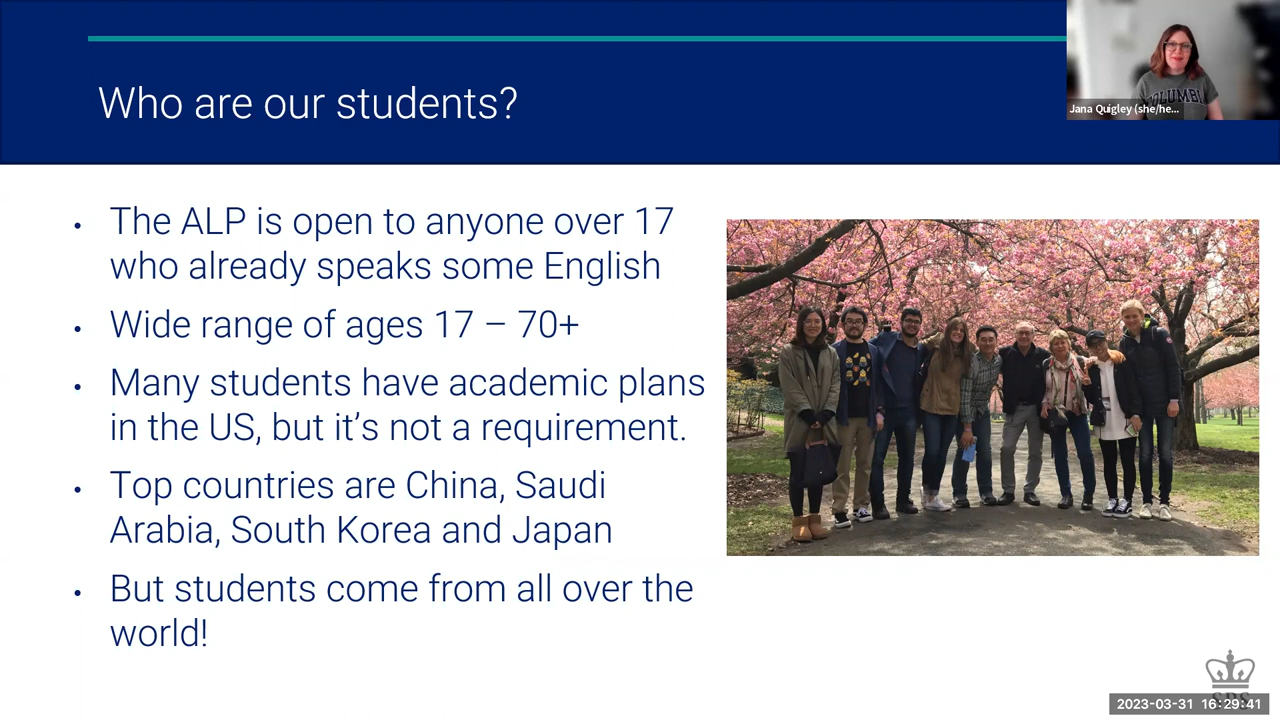 Who are our students?
COLUMBIA
Jana Quigley (she/he...
• The ALP is open to anyone over 17
who already speaks some English
• Wide range of ages 17 – 70+
• Many students have academic plans
in the US, but it's not a requirement.
• Top countries are China, Saudi
Arabia, South Korea and Japan
• But students come from all over the
world!
SPS
2023-03-31 16:29:41